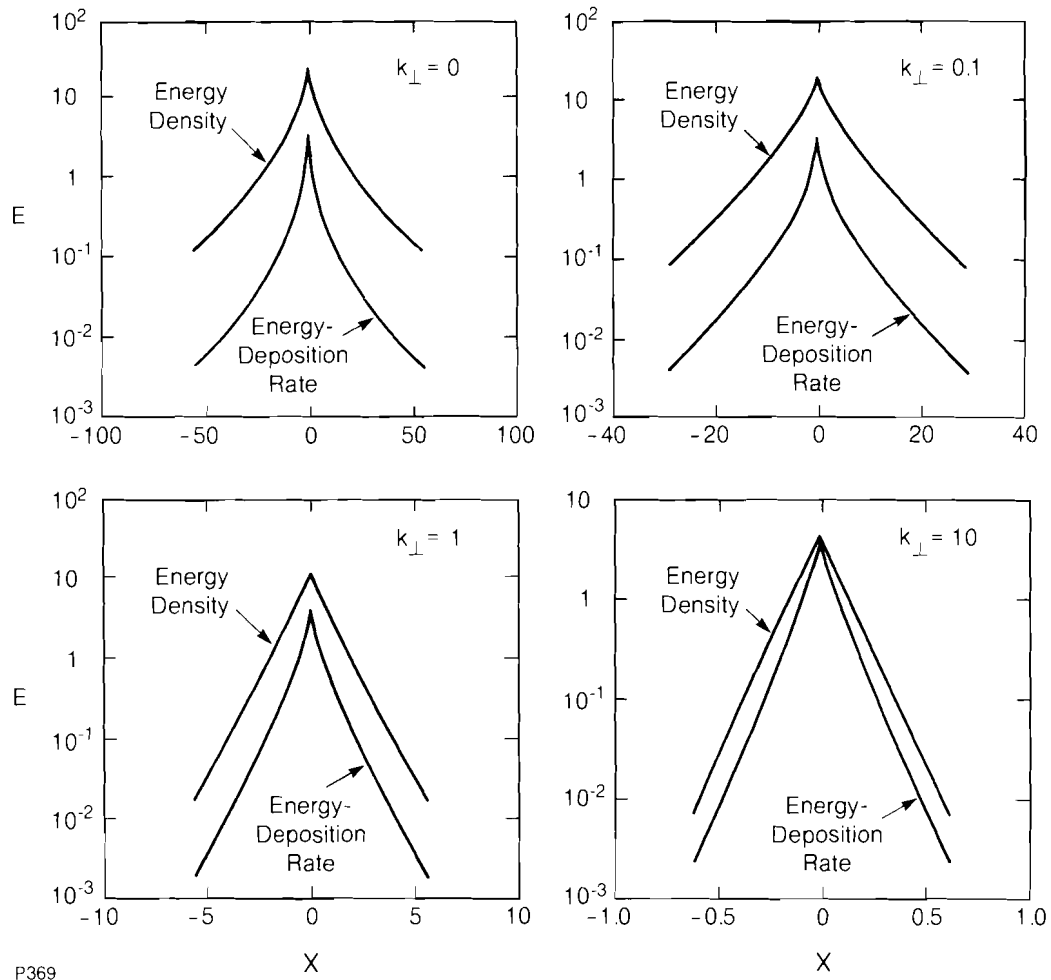 10²
10
1
10⁻¹
10⁻²
10⁻³
E
k⊥ = 0
Energy
Density
Energy-
Deposition
Rate
-100
-50
0
50
100
10²
10
1
10⁻¹
10⁻²
10⁻³
k⊥ = 0.1
Energy
Density
Energy-
Deposition
Rate
-40
-20
0
20
40
10²
10
1
10⁻¹
10⁻²
10⁻³
E
k⊥ = 1
Energy
Density
Energy-
Deposition
Rate
-10
-5
0
5
10
X
10
1
10⁻¹
10⁻²
10⁻³
k⊥ = 10
Energy
Density
Energy-
Deposition
Rate
-1.0
-0.5
0
0.5
1.0
X
P369